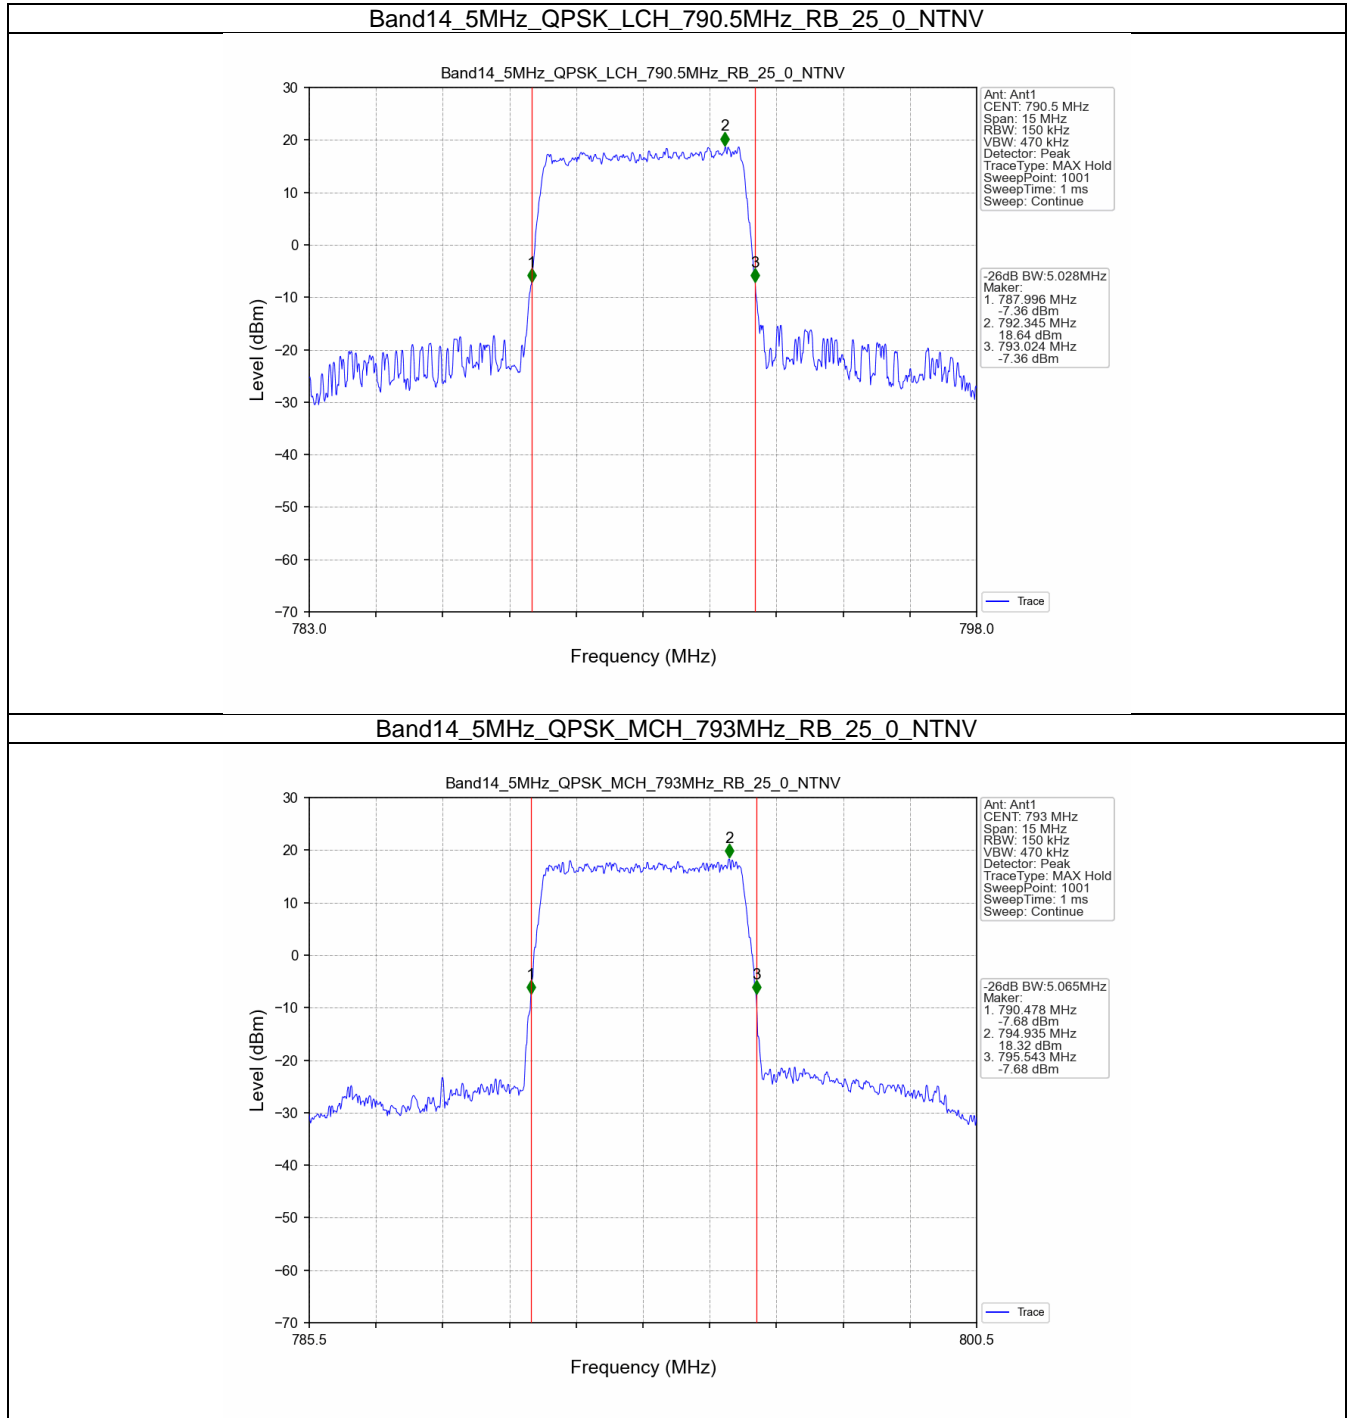 Band14_5MHz_QPSK_LCH_790.5MHz_RB_25_0_NTNV
Band14_5MHz_QPSK_LCH_790.5MHz_RB_25_0_NTNV
30
20
10
0
−10
−20
−30
−40
−50
−60
−70
Level (dBm)
783.0
798.0
Frequency (MHz)
1
2
3
Ant: Ant1
CENT: 790.5 MHz
Span: 15 MHz
RBW: 150 kHz
VBW: 470 kHz
Detector: Peak
TraceType: MAX Hold
SweepPoint: 1001
SweepTime: 1 ms
Sweep: Continue
-26dB BW:5.028MHz
Maker:
1. 787.996 MHz
-7.36 dBm
2. 792.345 MHz
18.64 dBm
3. 793.024 MHz
-7.36 dBm
Trace
Band14_5MHz_QPSK_MCH_793MHz_RB_25_0_NTNV
Band14_5MHz_QPSK_MCH_793MHz_RB_25_0_NTNV
30
20
10
0
−10
−20
−30
−40
−50
−60
−70
Level (dBm)
785.5
800.5
Frequency (MHz)
1
2
3
Ant: Ant1
CENT: 793 MHz
Span: 15 MHz
RBW: 150 kHz
VBW: 470 kHz
Detector: Peak
TraceType: MAX Hold
SweepPoint: 1001
SweepTime: 1 ms
Sweep: Continue
-26dB BW:5.065MHz
Maker:
1. 790.478 MHz
-7.68 dBm
2. 794.935 MHz
18.32 dBm
3. 795.543 MHz
-7.68 dBm
Trace